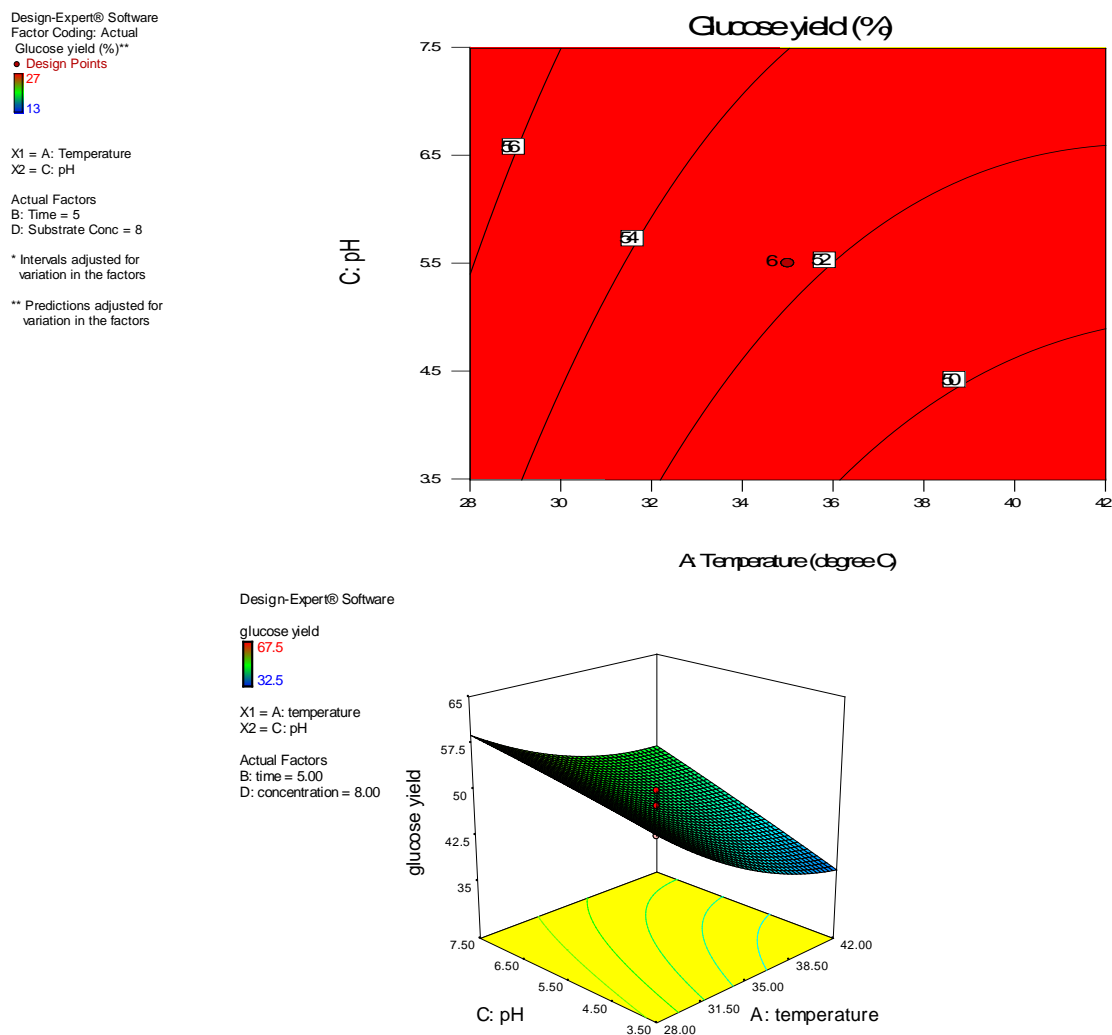 Design-Expert® Software
Factor Coding: Actual
Glucose yield (%)**
Design Points
27
13
X1 = A: Temperature
X2 = C: pH
Actual Factors
B: Time = 5
D: Substrate Conc = 8
* Intervals adjusted for
variation in the factors
** Predictions adjusted for
variation in the factors
Glucose yield (%)
7.5
6.5
5.5
4.5
3.5
C: pH
56
54
6
52
50
28 30 32 34 36 38 40 42
A: Temperature (degree C)
Design-Expert® Software
glucose yield
67.5
32.5
X1 = A: temperature
X2 = C: pH
Actual Factors
B: time = 5.00
D: concentration = 8.00
65
57.5
50
42.5
35
glucose yield
7.50
6.50
5.50
4.50
3.50
C: pH
28.00
31.50
35.00
38.50
42.00
A: temperature